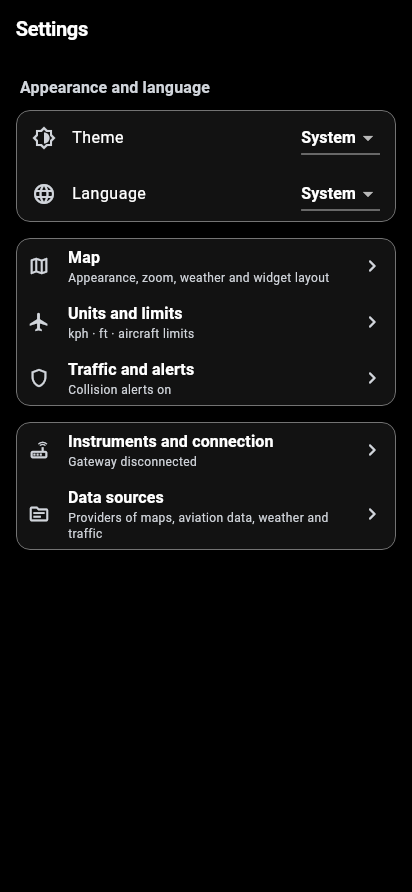 Settings
Appearance and language
Theme
System
Language
System
Map
Appearance, zoom, weather and widget layout
Units and limits
kph · ft · aircraft limits
Traffic and alerts
Collision alerts on
Instruments and connection
Gateway disconnected
Data sources
Providers of maps, aviation data, weather and
traffic